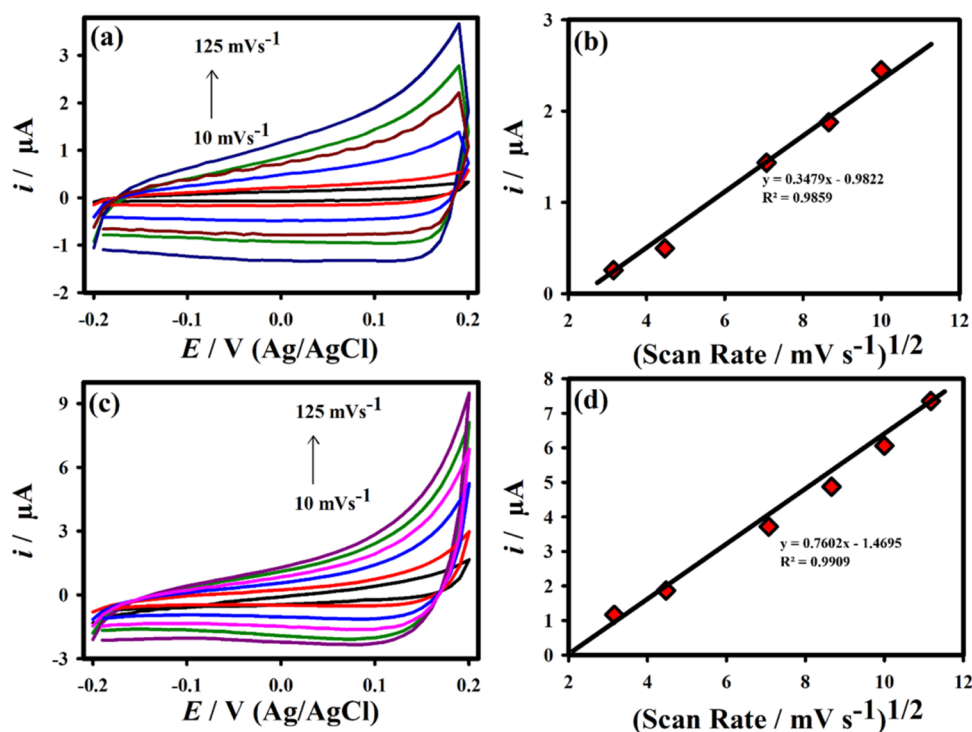 (a)
125 mVs-1
10 mVs-1
i / µA
3
2
1
0
-1
-2
-0.2
-0.1
0.0
0.1
0.2
E / V (Ag/AgCl)
(b)
i / µA
3
2
1
0
y = 0.3479x - 0.9822
R² = 0.9859
2
4
6
8
10
12
(Scan Rate / mV s-1)1/2
(c)
125 mVs-1
10 mVs-1
i / µA
9
6
3
0
-3
-0.2
-0.1
0.0
0.1
0.2
E / V (Ag/AgCl)
(d)
i / µA
8
7
6
5
4
3
2
1
0
y = 0.7602x - 1.4695
R² = 0.9909
2
4
6
8
10
12
(Scan Rate / mV s-1)1/2